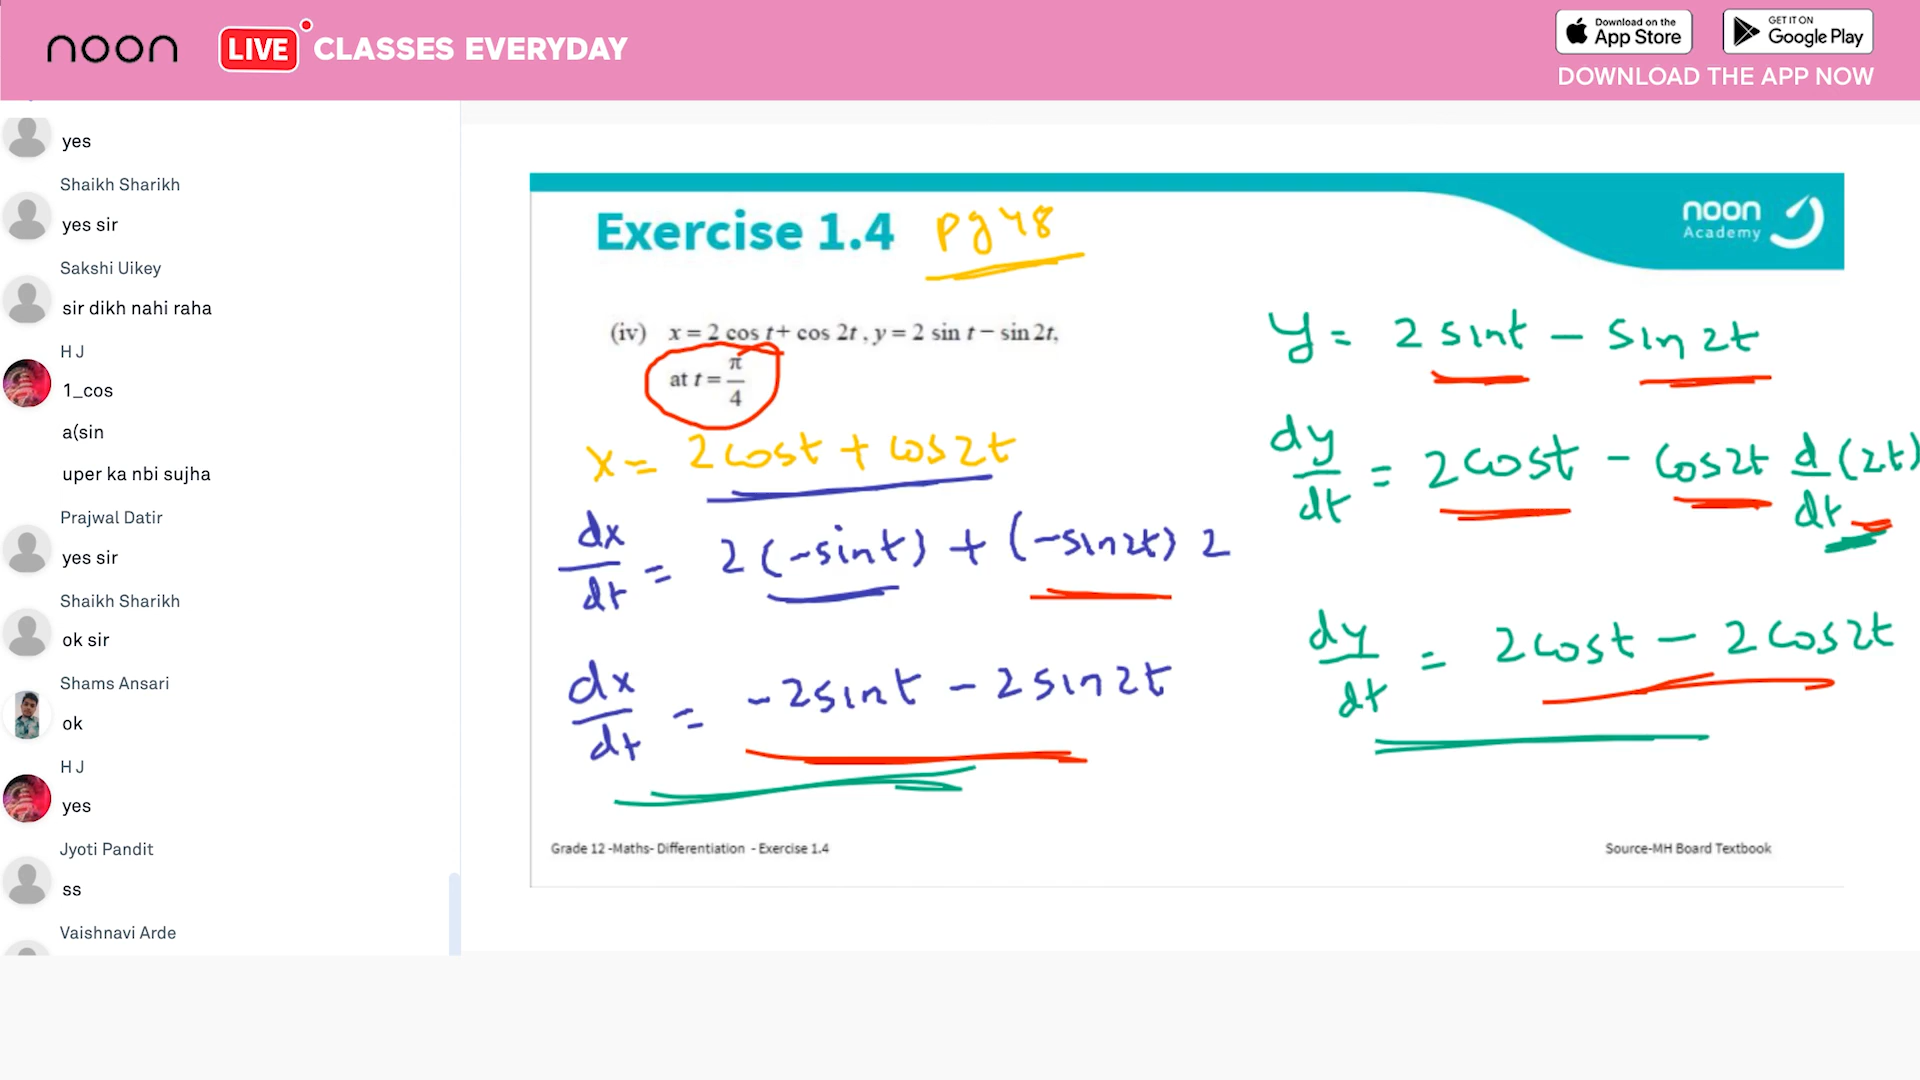 noon LIVE CLASSES EVERYDAY
Download on the App Store
GET IT ON Google Play
DOWNLOAD THE APP NOW
yes
Shaikh Sharikh
yes sir
Sakshi Uikey
sir dikh nahi raha
H J
1_cos
a(sin
uper ka nbi sujha
Prajwal Datir
yes sir
Shaikh Sharikh
ok sir
Shams Ansari
ok
H J
yes
Jyoti Pandit
ss
Vaishnavi Arde
Exercise 1.4 pg 48
noon Academy
(iv) x = 2 cos t + cos 2t , y = 2 sin t − sin 2t,
at t = π/4
x = 2cost + cos2t
dx/dt = 2(-sint) + (-sin2t) 2
dx/dt = -2sint - 2sin2t
y = 2sint - sin2t
dy/dt = 2cost - cos2t d/dt (2t)
dy/dt = 2cost - 2cos2t
Grade 12 -Maths- Differentiation - Exercise 1.4
Source-MH Board Textbook